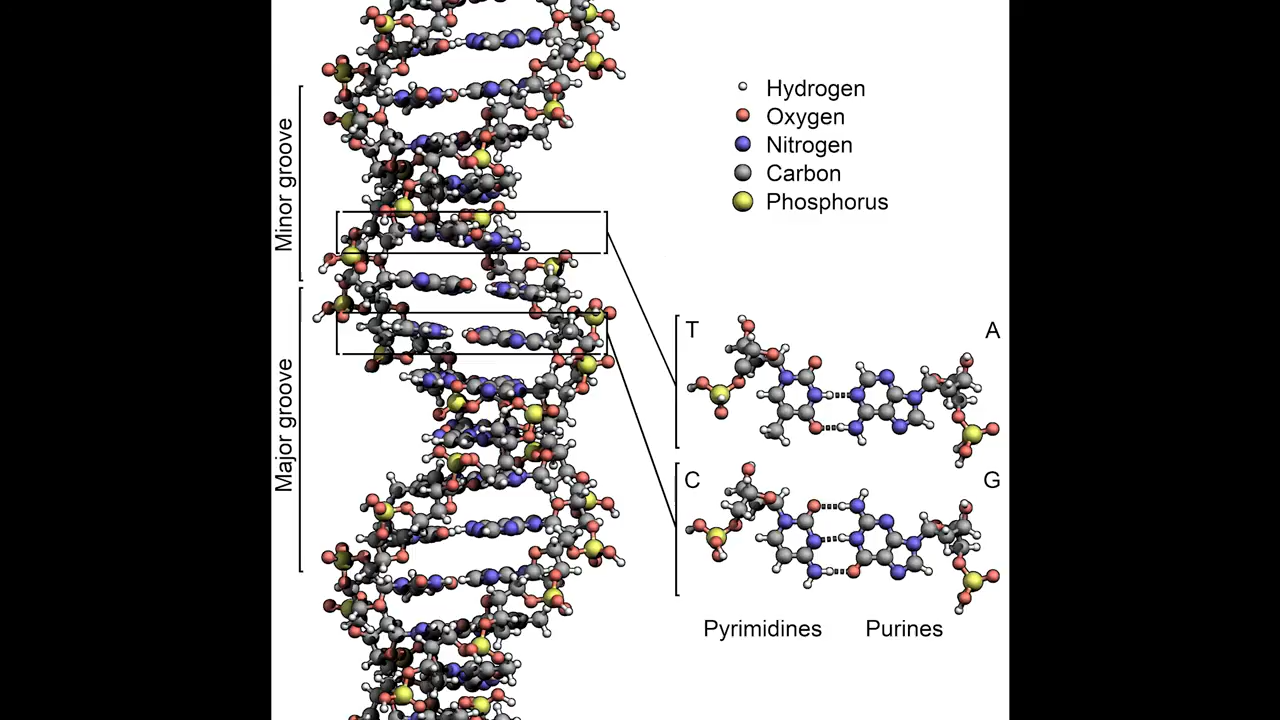 Minor groove
Major groove
Hydrogen
Oxygen
Nitrogen
Carbon
Phosphorus
T A
C G
Pyrimidines Purines